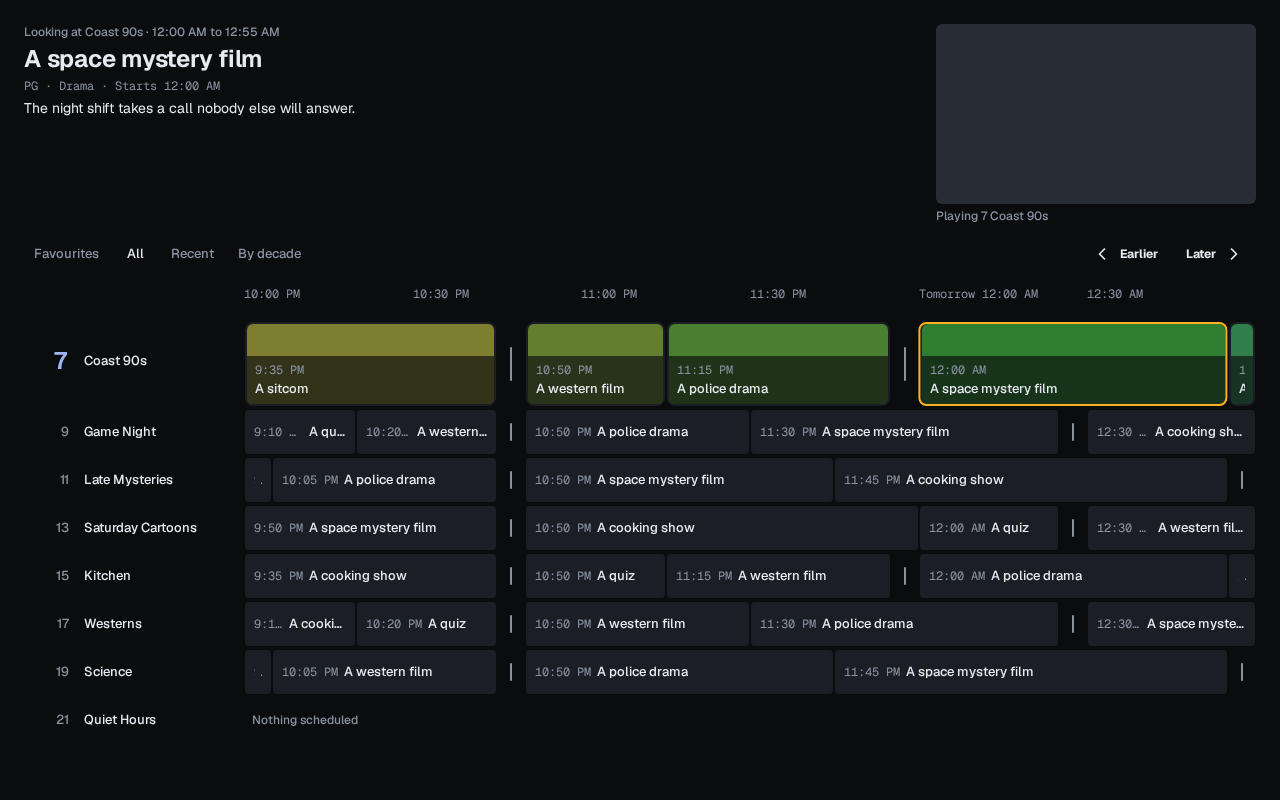 Looking at Coast 90s · 12:00 AM to 12:55 AM
A space mystery film
PG · Drama · Starts 12:00 AM
The night shift takes a call nobody else will answer.
Playing 7 Coast 90s
Favourites All Recent By decade Earlier Later
10:00 PM 10:30 PM 11:00 PM 11:30 PM Tomorrow 12:00 AM 12:30 AM
7 Coast 90s
9:35 PM 10:50 PM 11:15 PM 12:00 AM 1
A sitcom A western film A police drama A space mystery film A
9 Game Night 9:10 … A qu… 10:20… A western… 10:50 PM A police drama 11:30 PM A space mystery film 12:30 … A cooking sh…
11 Late Mysteries 10:05 PM A police drama 10:50 PM A space mystery film 11:45 PM A cooking show
13 Saturday Cartoons 9:50 PM A space mystery film 10:50 PM A cooking show 12:00 AM A quiz 12:30 … A western fil…
15 Kitchen 9:35 PM A cooking show 10:50 PM A quiz 11:15 PM A western film 12:00 AM A police drama
17 Westerns 9:1… A cooki… 10:20 PM A quiz 10:50 PM A western film 11:30 PM A police drama 12:30… A space myste…
19 Science 10:05 PM A western film 10:50 PM A police drama 11:45 PM A space mystery film
21 Quiet Hours Nothing scheduled